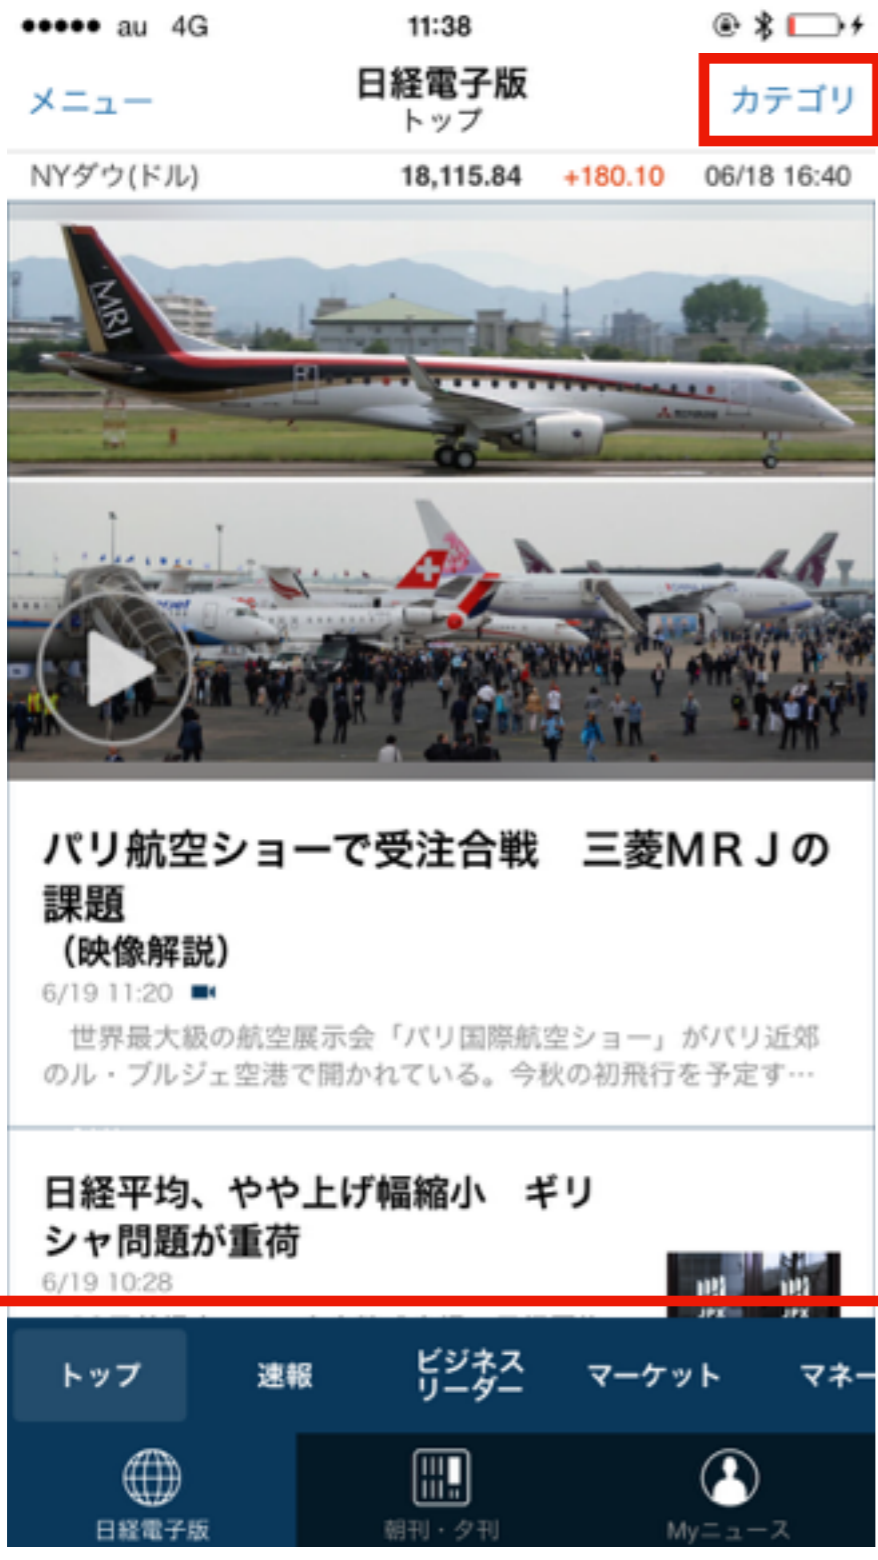 au 4G 11:38
メニュー 日経電子版 カテゴリ
トップ
NYダウ(ドル) 18,115.84 +180.10 06/18 16:40
MRJ
パリ航空ショーで受注合戦　三菱MRJの
課題
（映像解説）
6/19 11:20
世界最大級の航空展示会「パリ国際航空ショー」がパリ近郊
のル・ブルジェ空港で開かれている。今秋の初飛行を予定す…
日経平均、やや上げ幅縮小　ギリ
シャ問題が重荷
6/19 10:28
JPX JPX
トップ 速報 ビジネス マーケット マネー
リーダー
日経電子版 朝刊・夕刊 Myニュース